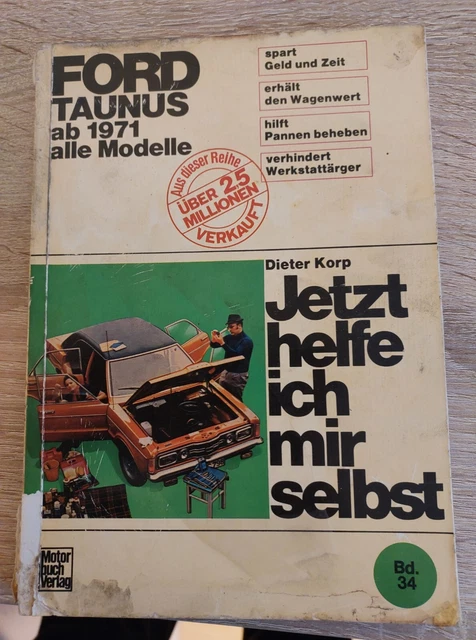 FORD
TAUNUS
ab 1971
alle Modelle
spart
Geld und Zeit
erhält
den Wagenwert
hilft
Pannen beheben
verhindert
Werkstattärger
Aus dieser Reihe
ÜBER 2,5
MILLIONEN
VERKAUFT
Dieter Korp
Jetzt
helfe
ich
mir
selbst
Motor
buch
Verlag
Bd.
34